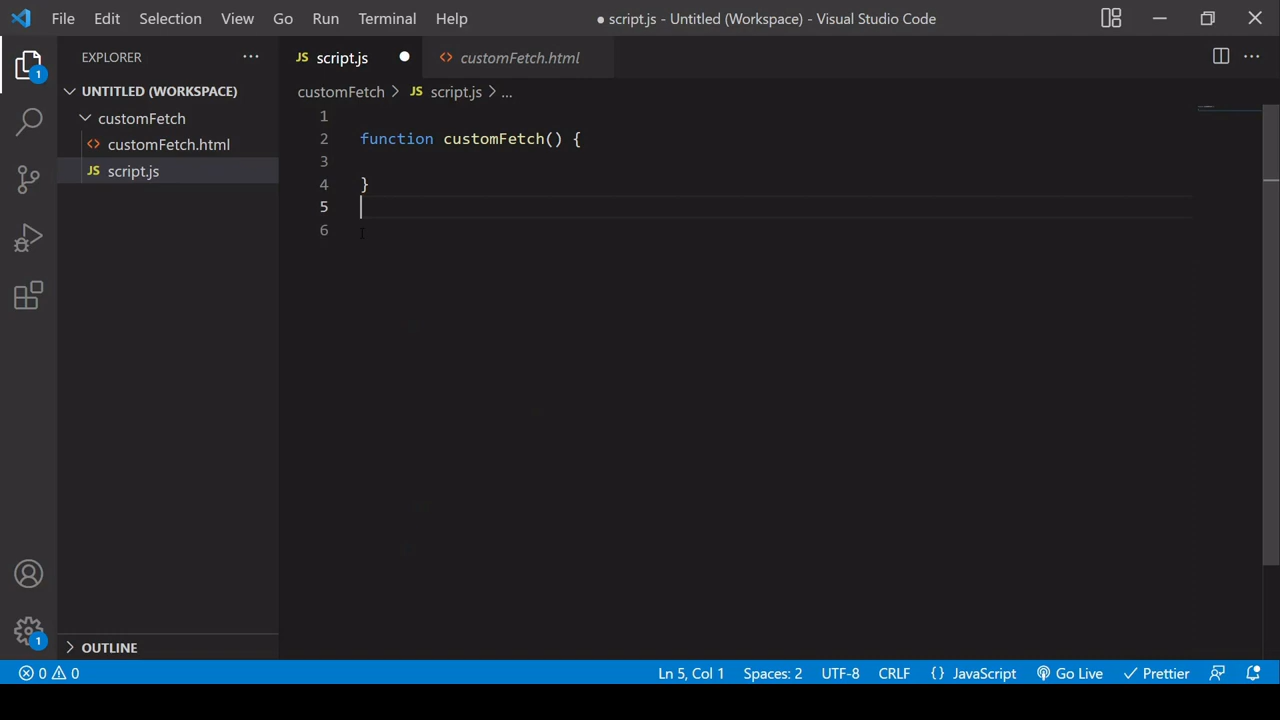 File Edit Selection View Go Run Terminal Help ● script.js - Untitled (Workspace) - Visual Studio Code
EXPLORER ...
JS script.js ●
<> customFetch.html
...
1
UNTITLED (WORKSPACE)
customFetch > JS script.js > ...
customFetch
<> customFetch.html
JS script.js
1
2 function customFetch() {
3
4 }
5
6
1
OUTLINE
0 0 Ln 5, Col 1 Spaces: 2 UTF-8 CRLF {} JavaScript Go Live ✓ Prettier